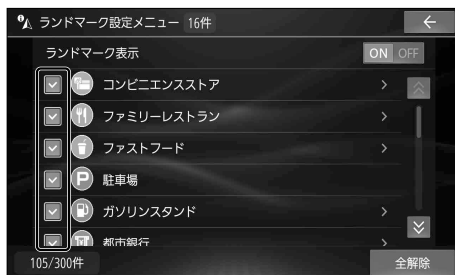 ランドマーク設定メニュー 16件
ランドマーク表示 ON OFF
コンビニエンスストア
ファミリーレストラン
ファストフード
P 駐車場
ガソリンスタンド
都市銀行
105/300件 全解除